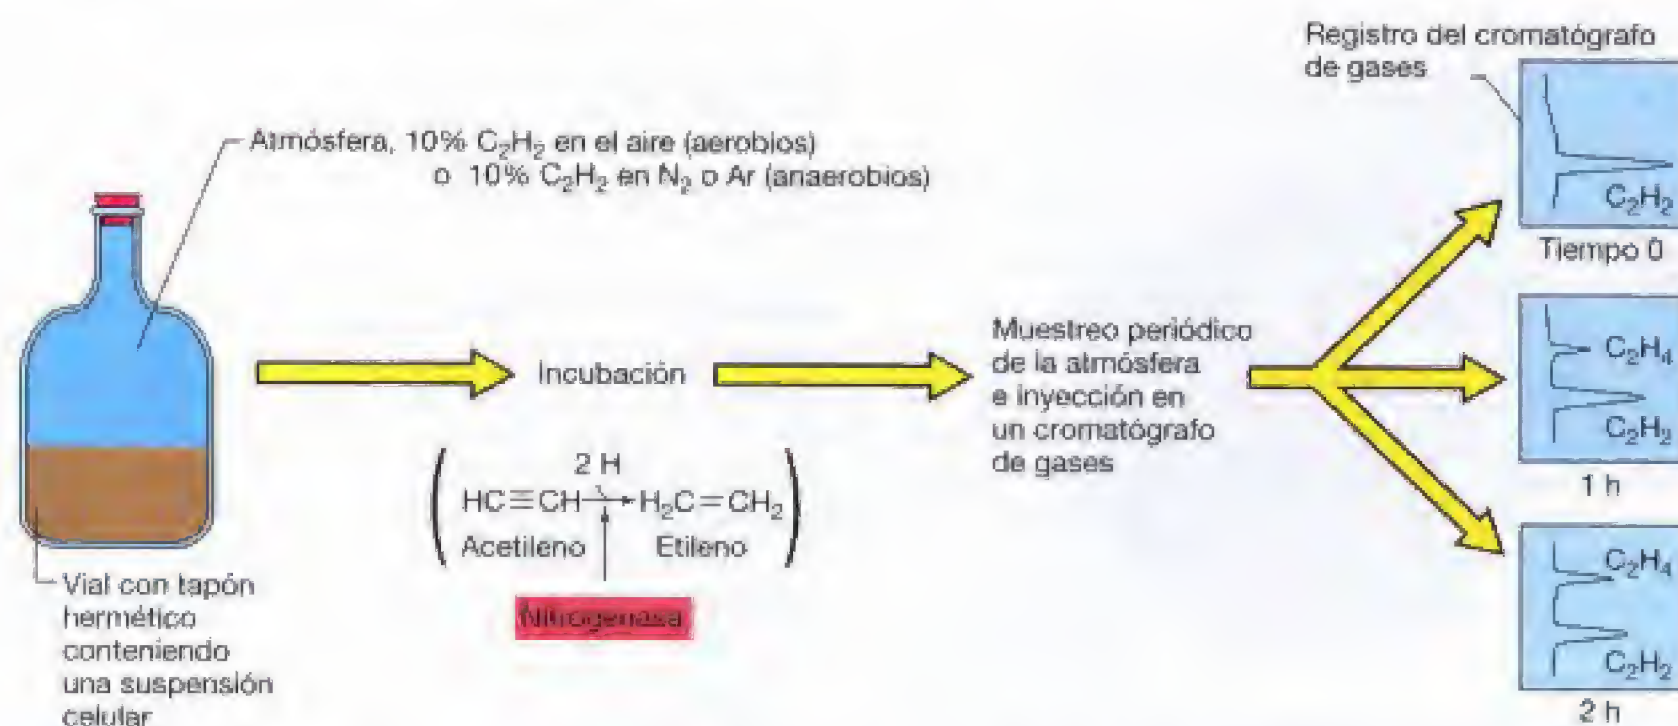 Registro del cromatógrafo
de gases
Atmósfera, 10% C₂H₂ en el aire (aerobios)
o 10% C₂H₂ en N₂ o Ar (anaerobios)
C₂H₂
Tiempo 0
Incubación
Muestreo periódico
de la atmósfera
e inyección en
un cromatógrafo
de gases
C₂H₄
C₂H₂
1 h
2 H
HC≡CH → H₂C=CH₂
Acetileno Etileno
Nitrogenasa
Vial con tapón
hermético
conteniendo
una suspensión
celular
C₂H₄
C₂H₂
2 h